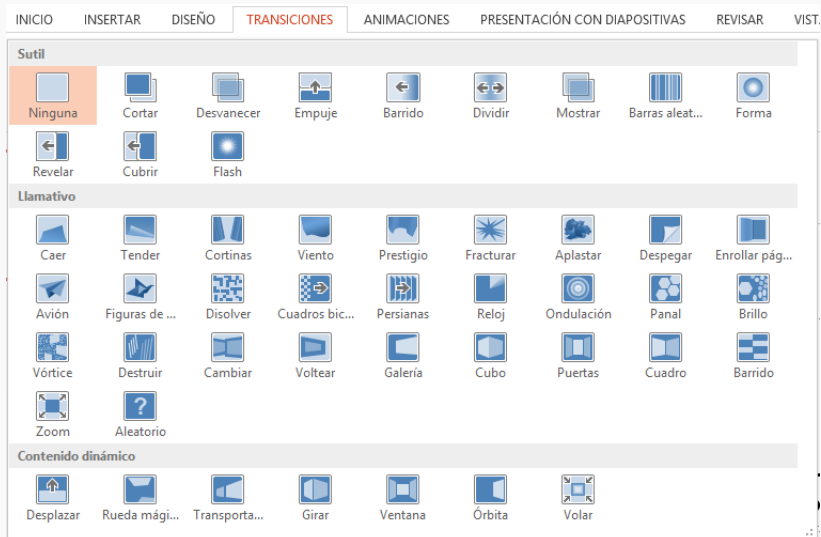 INICIO INSERTAR DISEÑO TRANSICIONES ANIMACIONES PRESENTACIÓN CON DIAPOSITIVAS REVISAR VIST
Sutil
Ninguna Cortar Desvanecer Empuje Barrido Dividir Mostrar Barras aleat... Forma
Revelar Cubrir Flash
Llamativo
Caer Tender Cortinas Viento Prestigio Fracturar Aplastar Despegar Enrollar pág...
Avión Figuras de ... Disolver Cuadros bic... Persianas Reloj Ondulación Panal Brillo
Vórtice Destruir Cambiar Voltear Galería Cubo Puertas Cuadro Barrido
Zoom Aleatorio
Contenido dinámico
Desplazar Rueda mági... Transporta... Girar Ventana Órbita Volar